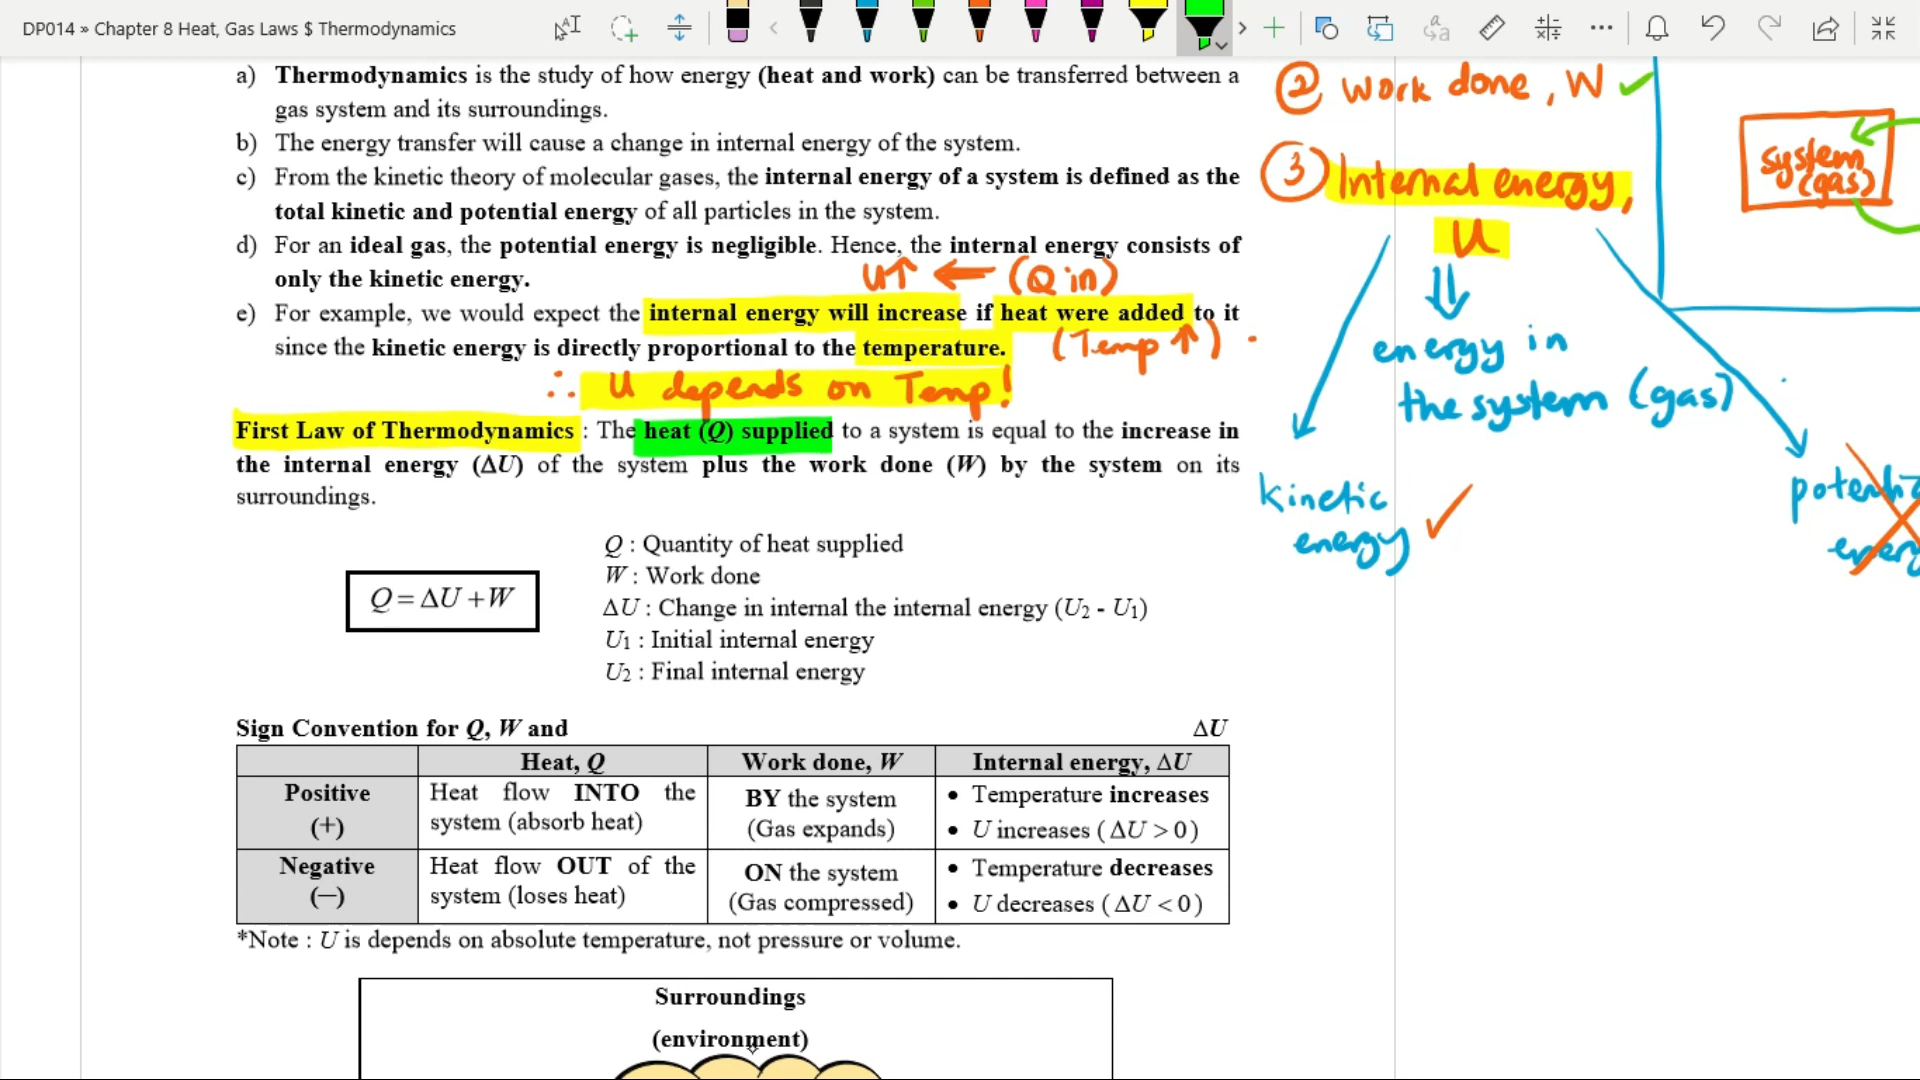 DP014 » Chapter 8 Heat, Gas Laws $ Thermodynamics
a) Thermodynamics is the study of how energy (heat and work) can be transferred between a
gas system and its surroundings.
b) The energy transfer will cause a change in internal energy of the system.
c) From the kinetic theory of molecular gases, the internal energy of a system is defined as the
total kinetic and potential energy of all particles in the system.
d) For an ideal gas, the potential energy is negligible. Hence, the internal energy consists of
only the kinetic energy.
U↑ ← (Q in)
e) For example, we would expect the internal energy will increase if heat were added to it
since the kinetic energy is directly proportional to the temperature.
(Temp ↑)
∴ U depends on Temp!
First Law of Thermodynamics : The heat (Q) supplied to a system is equal to the increase in
the internal energy (ΔU) of the system plus the work done (W) by the system on its
surroundings.
Q = ΔU + W
Q : Quantity of heat supplied
W : Work done
ΔU : Change in internal the internal energy (U₂ - U₁)
U₁ : Initial internal energy
U₂ : Final internal energy
Sign Convention for Q, W and ΔU
Heat, Q Work done, W Internal energy, ΔU
Positive
(+)
Heat flow INTO the
system (absorb heat)
BY the system
(Gas expands)
• Temperature increases
• U increases (ΔU > 0)
Negative
(−)
Heat flow OUT of the
system (loses heat)
ON the system
(Gas compressed)
• Temperature decreases
• U decreases (ΔU < 0)
*Note : U is depends on absolute temperature, not pressure or volume.
Surroundings
(environment)
② Work done, W ✓
③ Internal energy,
U
energy in
the system (gas)
kinetic
energy ✓
system
(gas)